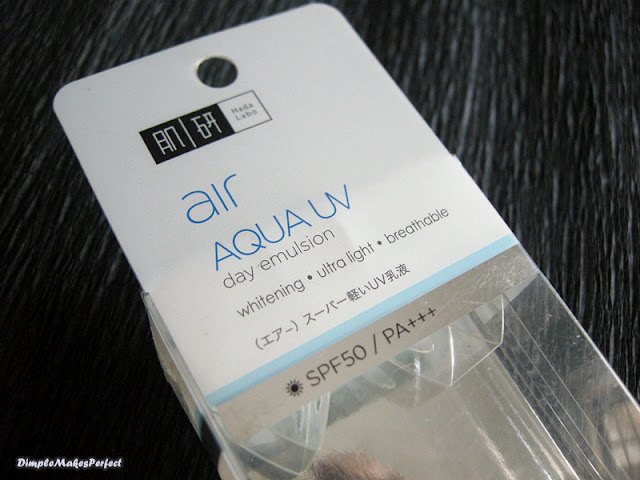 肌研
Hada
Labo
air
AQUA UV
day emulsion
whitening • ultra light • breathable
(エアー) スーパー軽いUV乳液
SPF50 / PA+++
DimpleMakesPerfect